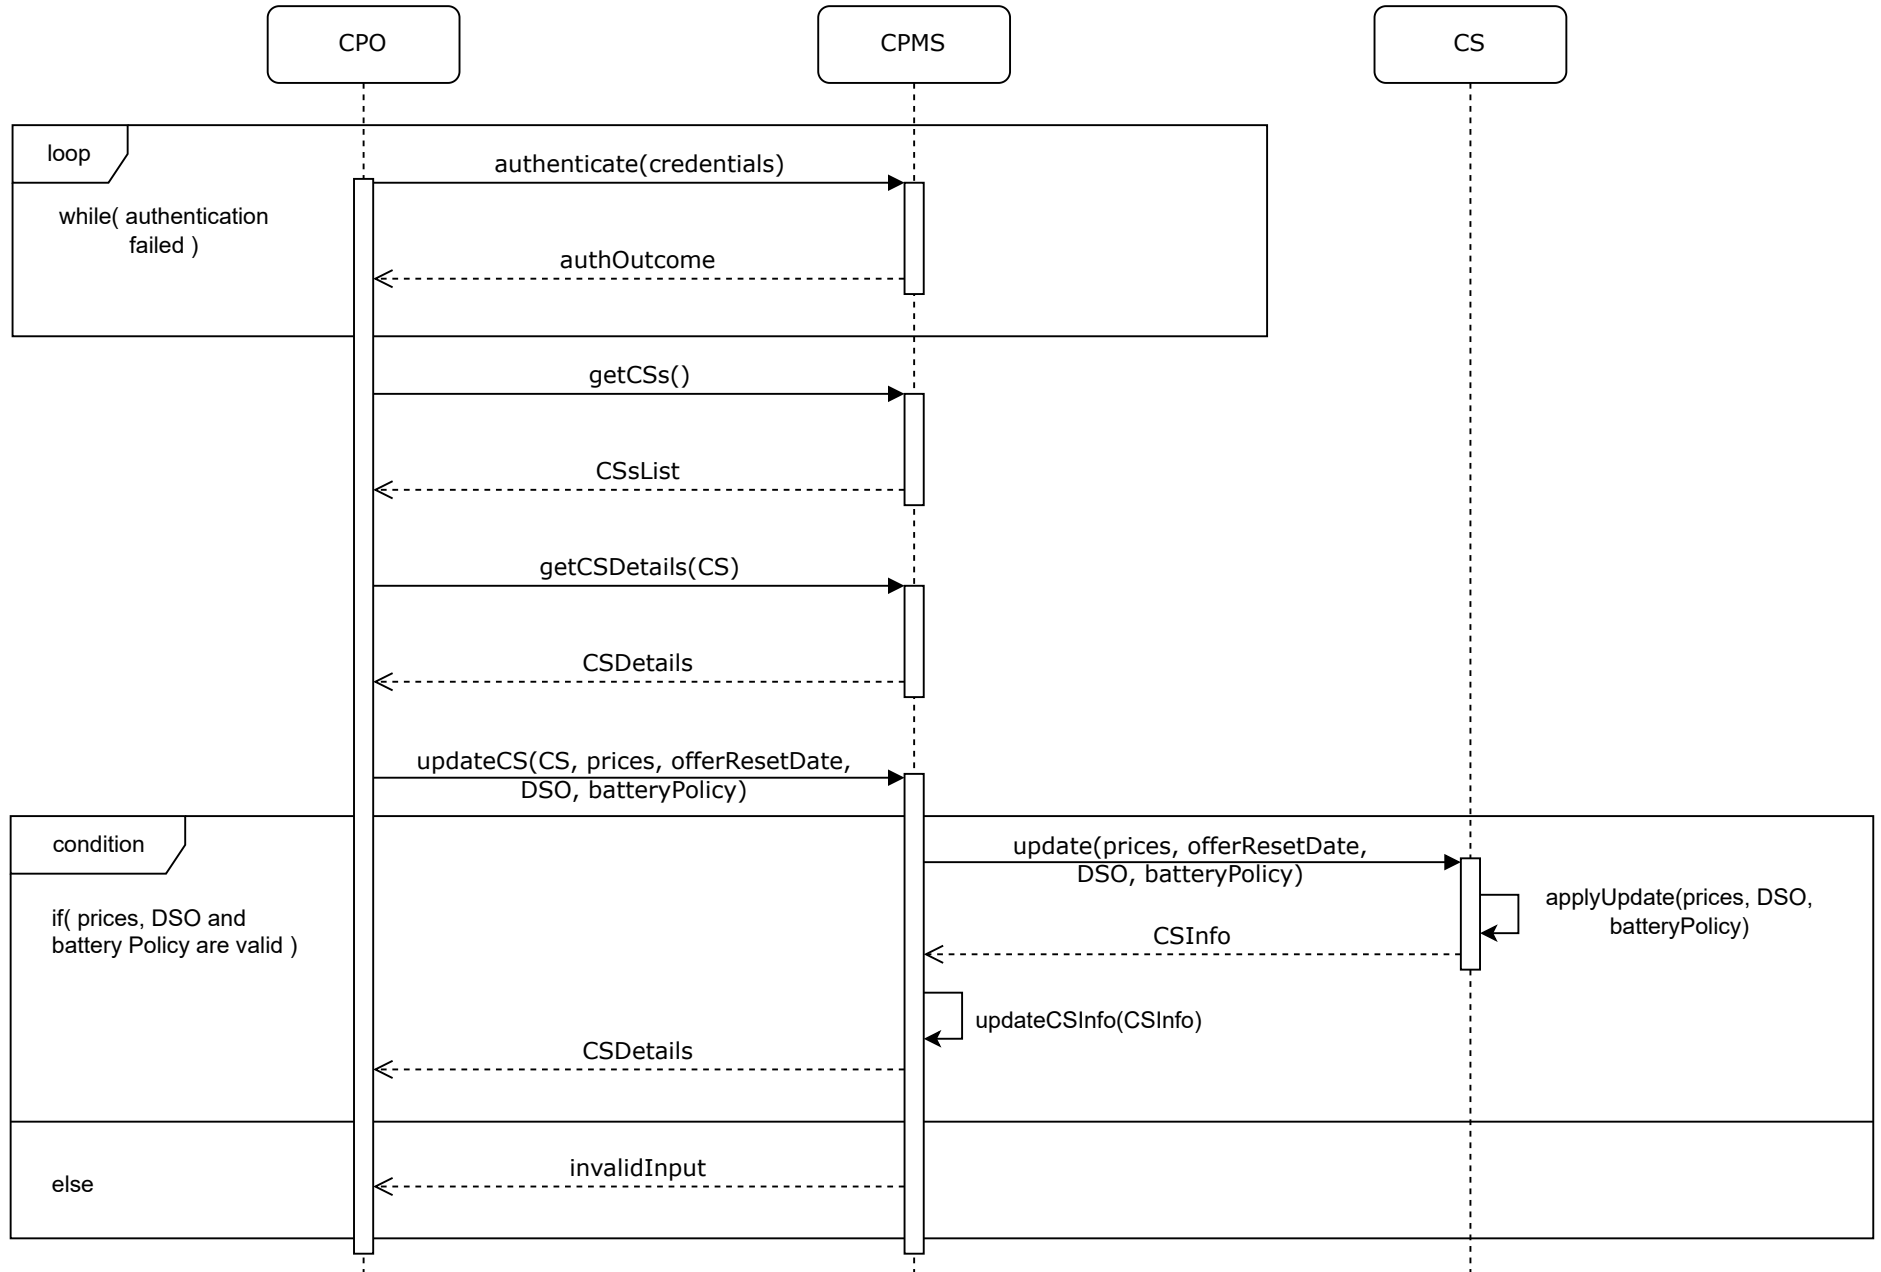 CPO
CPMS
CS
loop
authenticate(credentials)
while( authentication
failed )
authOutcome
getCSs()
CSsList
getCSDetails(CS)
CSDetails
updateCS(CS, prices, offerResetDate,
DSO, batteryPolicy)
condition
update(prices, offerResetDate,
DSO, batteryPolicy)
applyUpdate(prices, DSO,
batteryPolicy)
if( prices, DSO and
battery Policy are valid )
CSInfo
updateCSInfo(CSInfo)
CSDetails
invalidInput
else